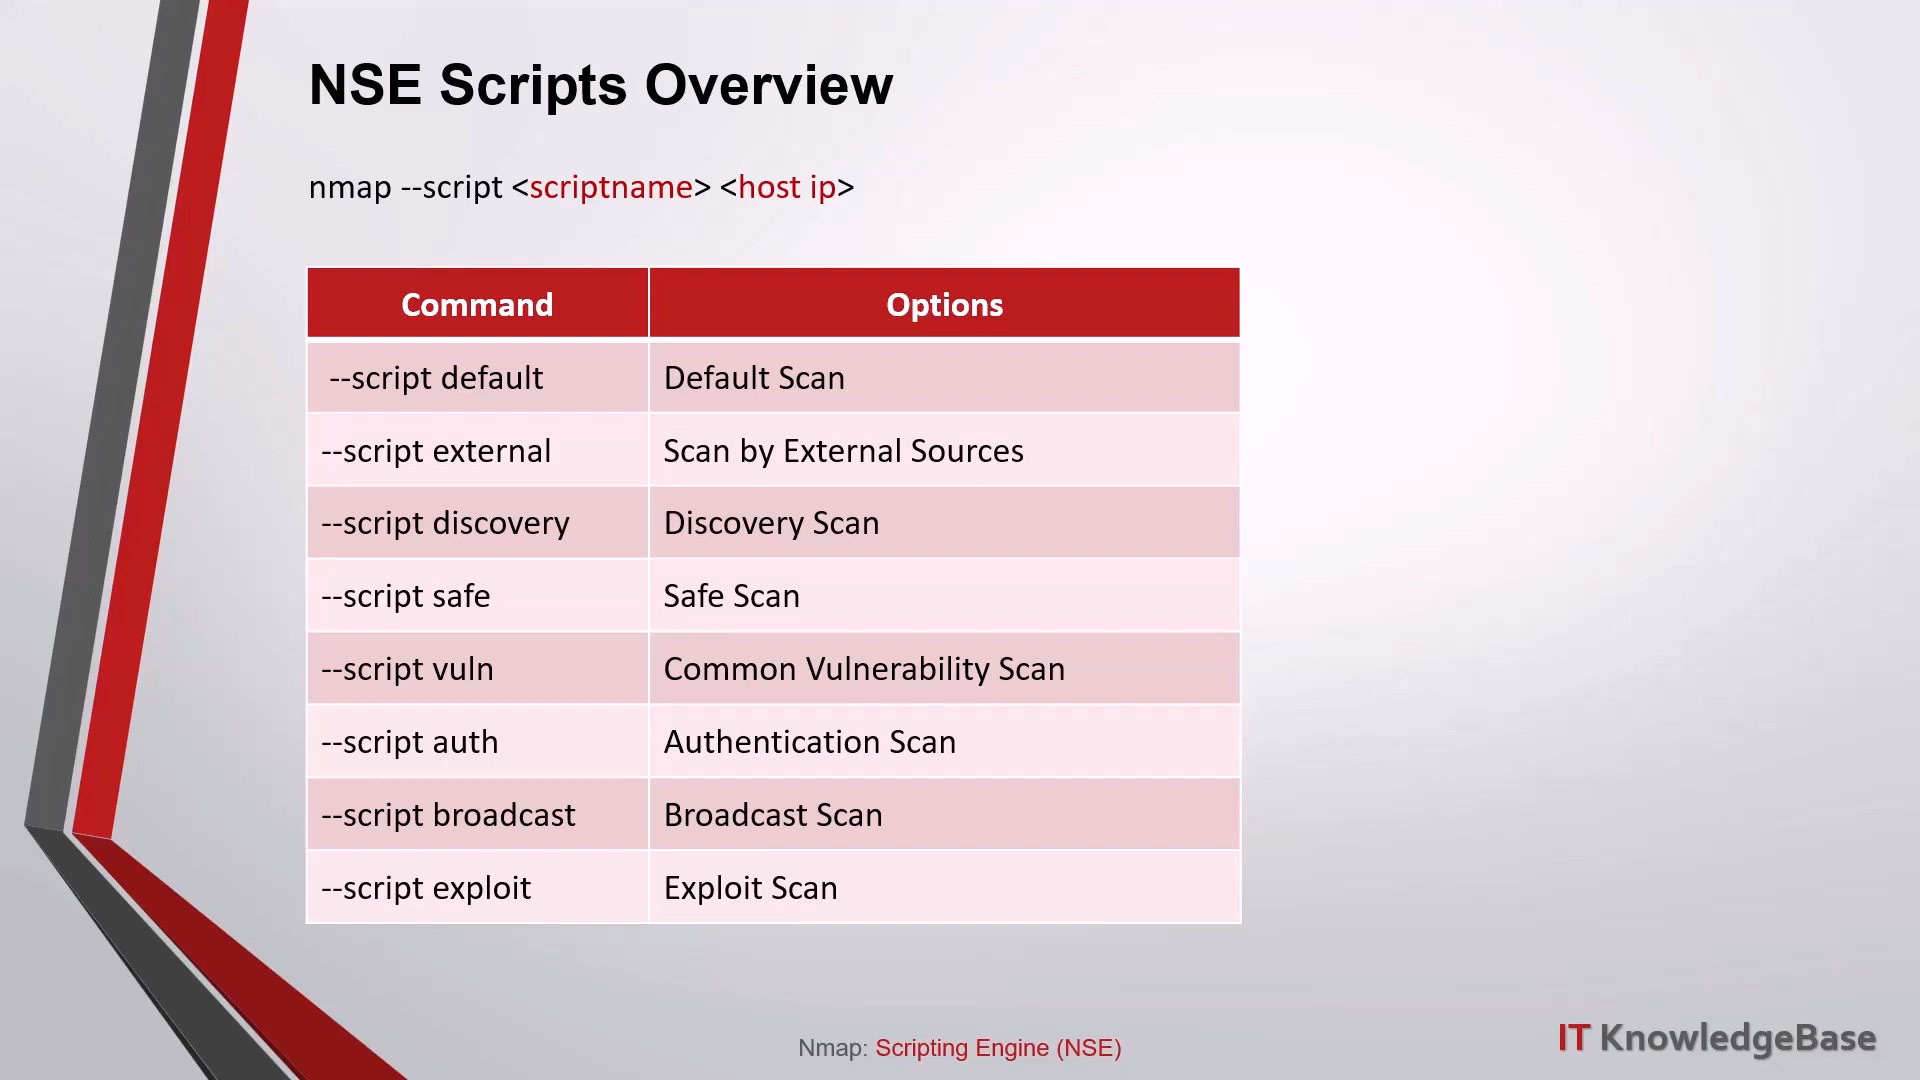 NSE Scripts Overview
nmap --script <scriptname> <host ip>
Command Options
--script default Default Scan
--script external Scan by External Sources
--script discovery Discovery Scan
--script safe Safe Scan
--script vuln Common Vulnerability Scan
--script auth Authentication Scan
--script broadcast Broadcast Scan
--script exploit Exploit Scan
Nmap: Scripting Engine (NSE)
IT KnowledgeBase